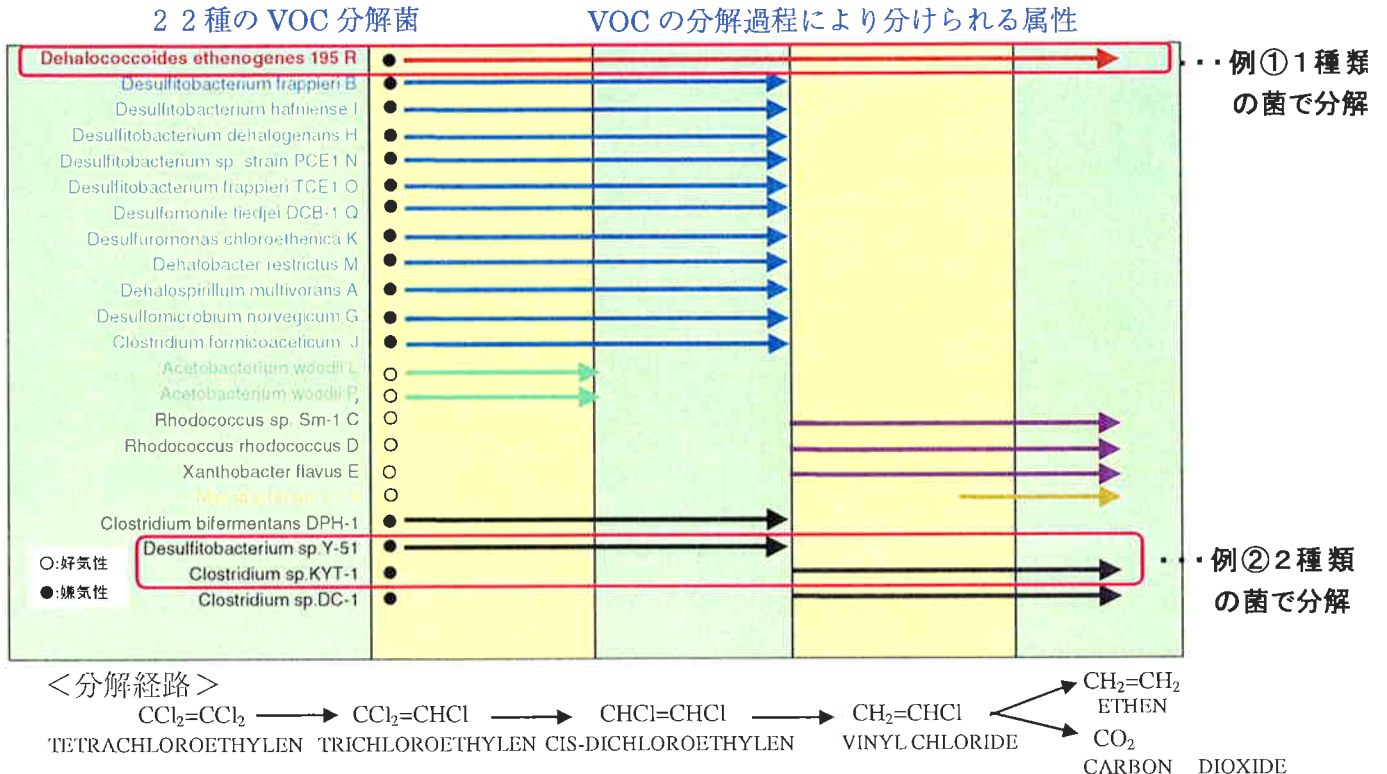 ２２種の VOC 分解菌
VOC の分解過程により分けられる属性
Dehalococcoides ethenogenes 195 R
Desulfitobacterium frappieri B
Desulfitobacterium hafniense I
Desulfitobacterium dehalogenans H
Desulfitobacterium sp. strain PCE1 N
Desulfitobacterium frappieri TCE1 O
Desulfomonile tiedjei DCB-1 Q
Desulfuromonas chloroethenica K
Dehalobacter restrictus M
Dehalospirillum multivorans A
Desulfomicrobium norvegicum G
Clostridium formicoaceticum J
Acetobacterium woodii L
Acetobacterium woodii P
Rhodococcus sp. Sm-1 C
Rhodococcus rhodococcus D
Xanthobacter flavus E
Clostridium bifermentans DPH-1
Desulfitobacterium sp.Y-51
Clostridium sp.KYT-1
Clostridium sp.DC-1
○:好気性
●:嫌気性
・・・例①１種類
の菌で分解
・・・例②２種類
の菌で分解
＜分解経路＞
CCl₂=CCl₂
TETRACHLOROETHYLEN
CCl₂=CHCl
TRICHLOROETHYLEN
CHCl=CHCl
CIS-DICHLOROETHYLEN
CH₂=CHCl
VINYL CHLORIDE
CH₂=CH₂
ETHEN
CO₂
CARBON DIOXIDE